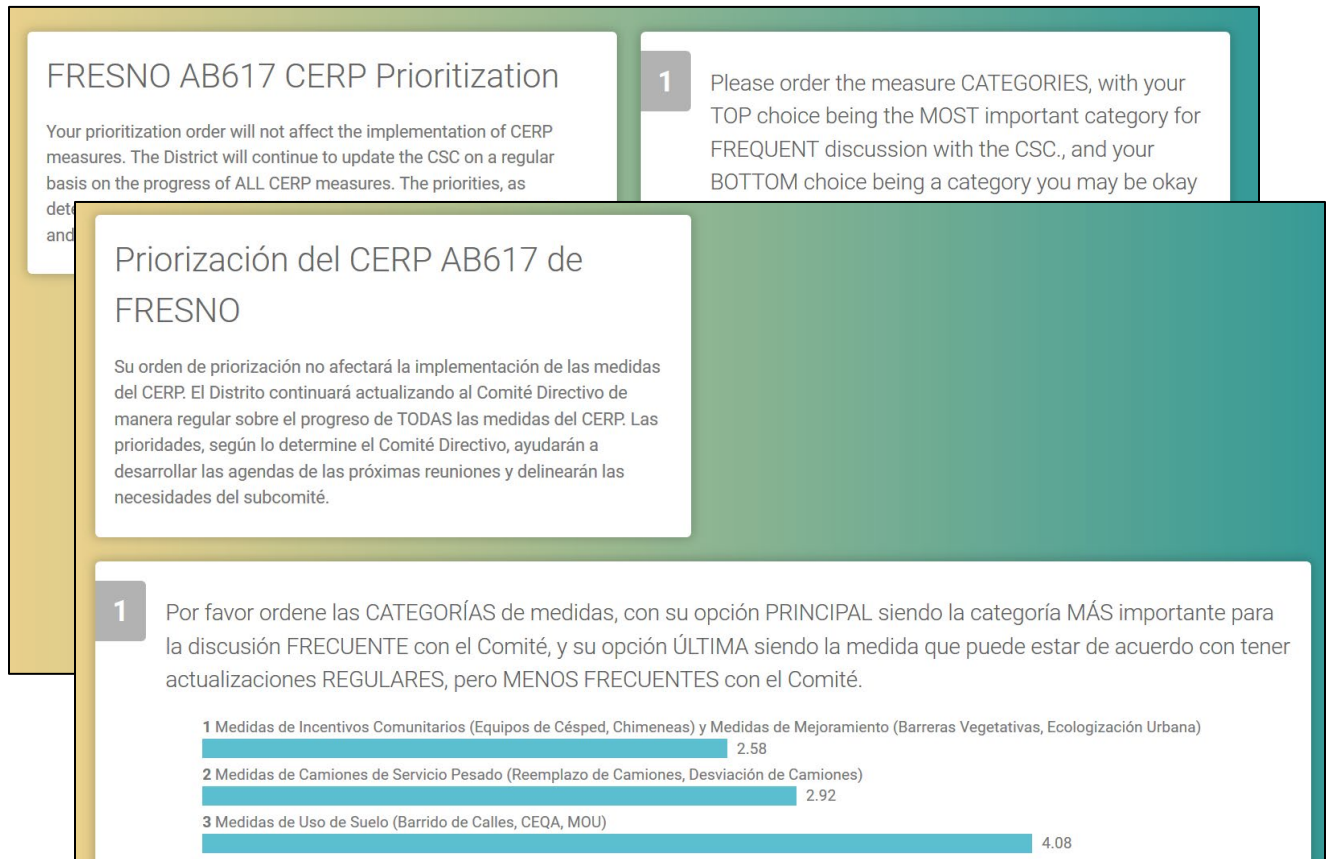 FRESNO AB617 CERP Prioritization
Your prioritization order will not affect the implementation of CERP
measures. The District will continue to update the CSC on a regular
basis on the progress of ALL CERP measures. The priorities, as
and
1
Please order the measure CATEGORIES, with your
TOP choice being the MOST important category for
FREQUENT discussion with the CSC., and your
BOTTOM choice being a category you may be okay
Priorización del CERP AB617 de
FRESNO
Su orden de priorización no afectará la implementación de las medidas
del CERP. El Distrito continuará actualizando al Comité Directivo de
manera regular sobre el progreso de TODAS las medidas del CERP. Las
prioridades, según lo determine el Comité Directivo, ayudarán a
desarrollar las agendas de las próximas reuniones y delinearán las
necesidades del subcomité.
1
Por favor ordene las CATEGORÍAS de medidas, con su opción PRINCIPAL siendo la categoría MÁS importante para
la discusión FRECUENTE con el Comité, y su opción ÚLTIMA siendo la medida que puede estar de acuerdo con tener
actualizaciones REGULARES, pero MENOS FRECUENTES con el Comité.
1 Medidas de Incentivos Comunitarios (Equipos de Césped, Chimeneas) y Medidas de Mejoramiento (Barreras Vegetativas, Ecologización Urbana)
2.58
2 Medidas de Camiones de Servicio Pesado (Reemplazo de Camiones, Desviación de Camiones)
2.92
3 Medidas de Uso de Suelo (Barrido de Calles, CEQA, MOU)
4.08